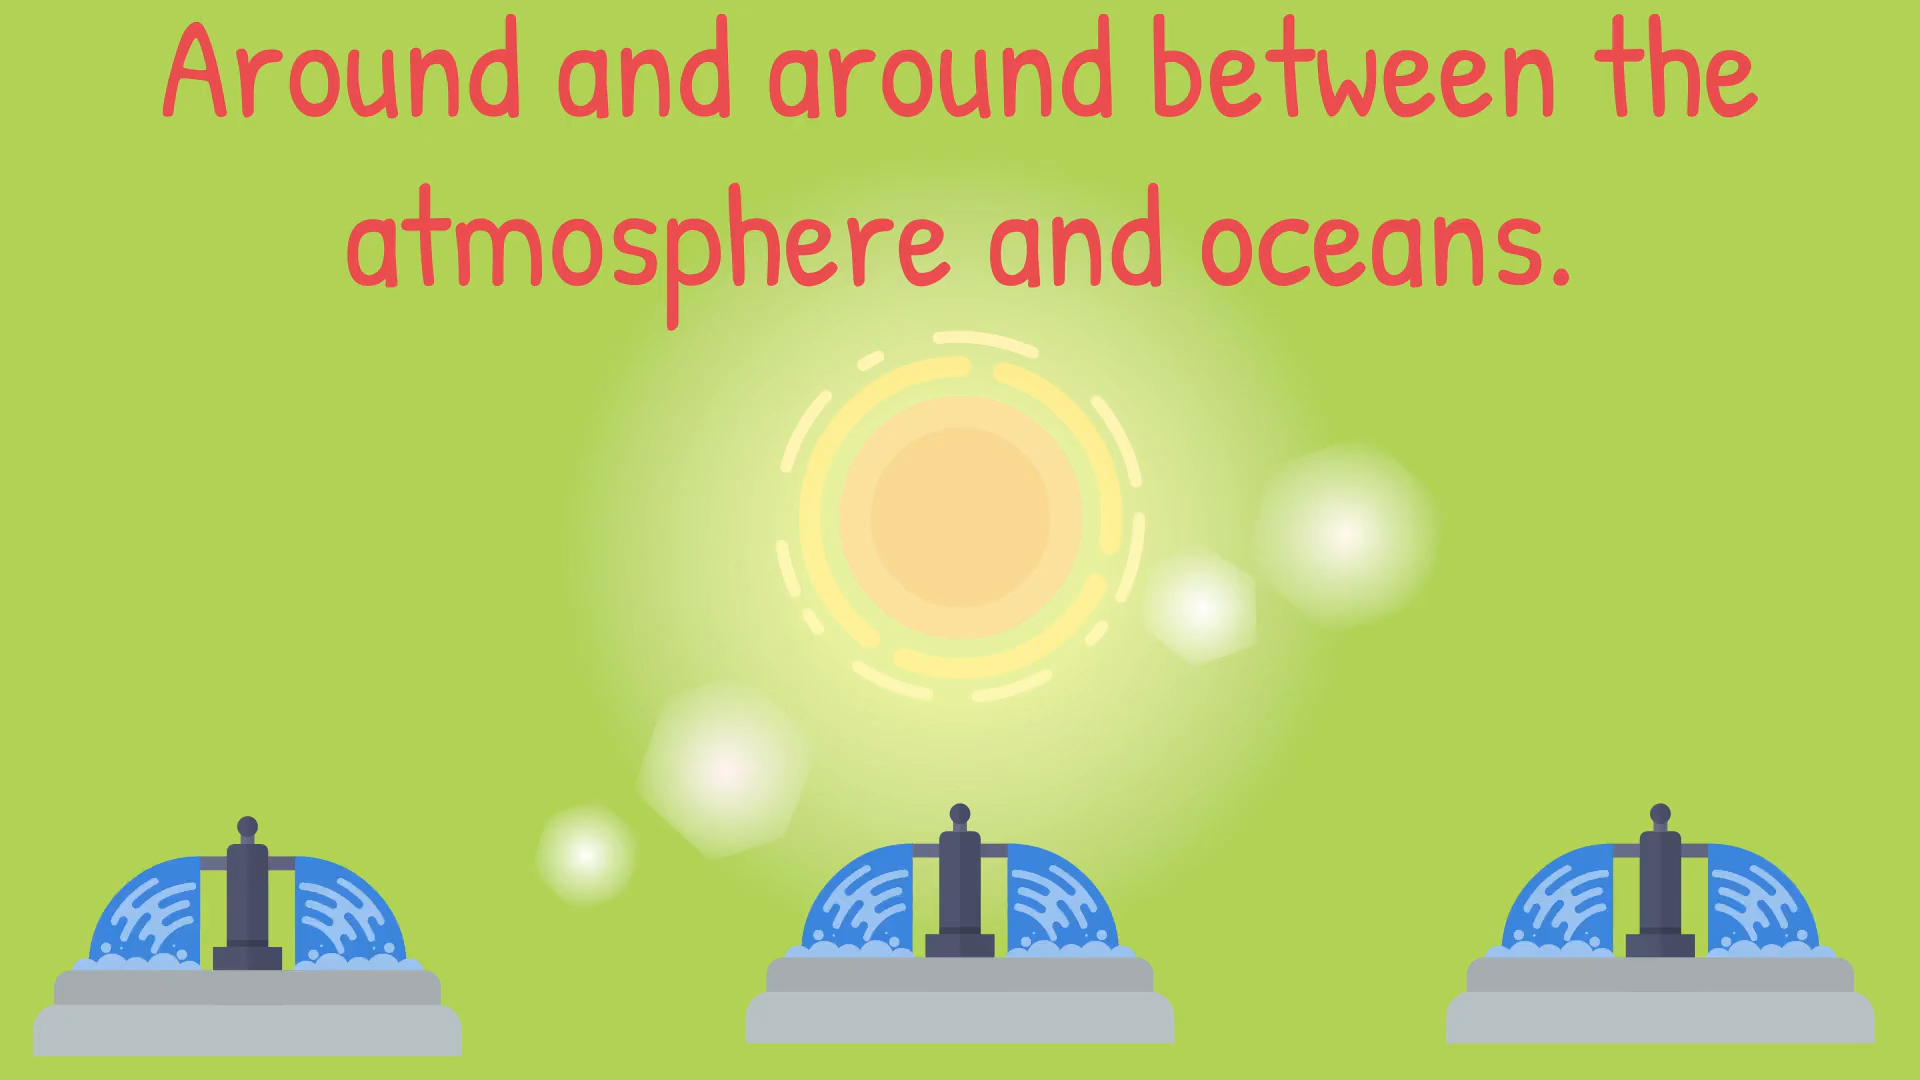 Around and around between the
atmosphere and oceans.